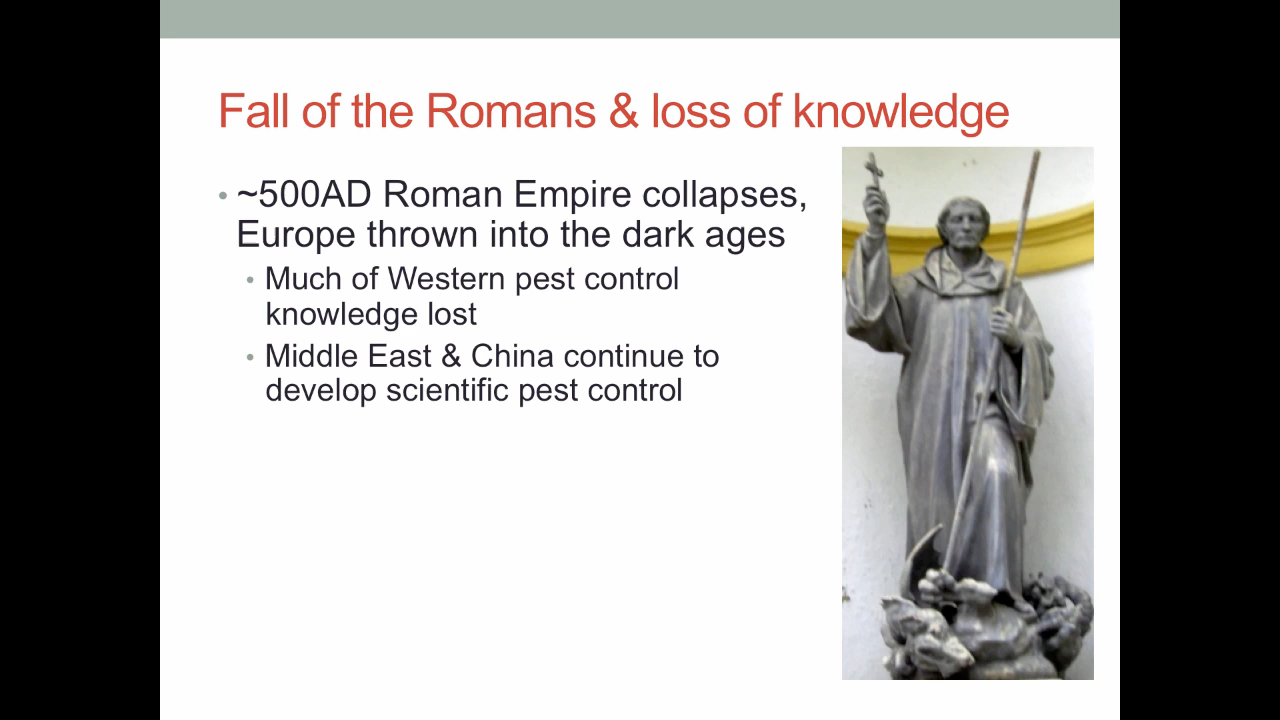 Fall of the Romans & loss of knowledge
• ~500AD Roman Empire collapses,
Europe thrown into the dark ages
• Much of Western pest control
knowledge lost
• Middle East & China continue to
develop scientific pest control